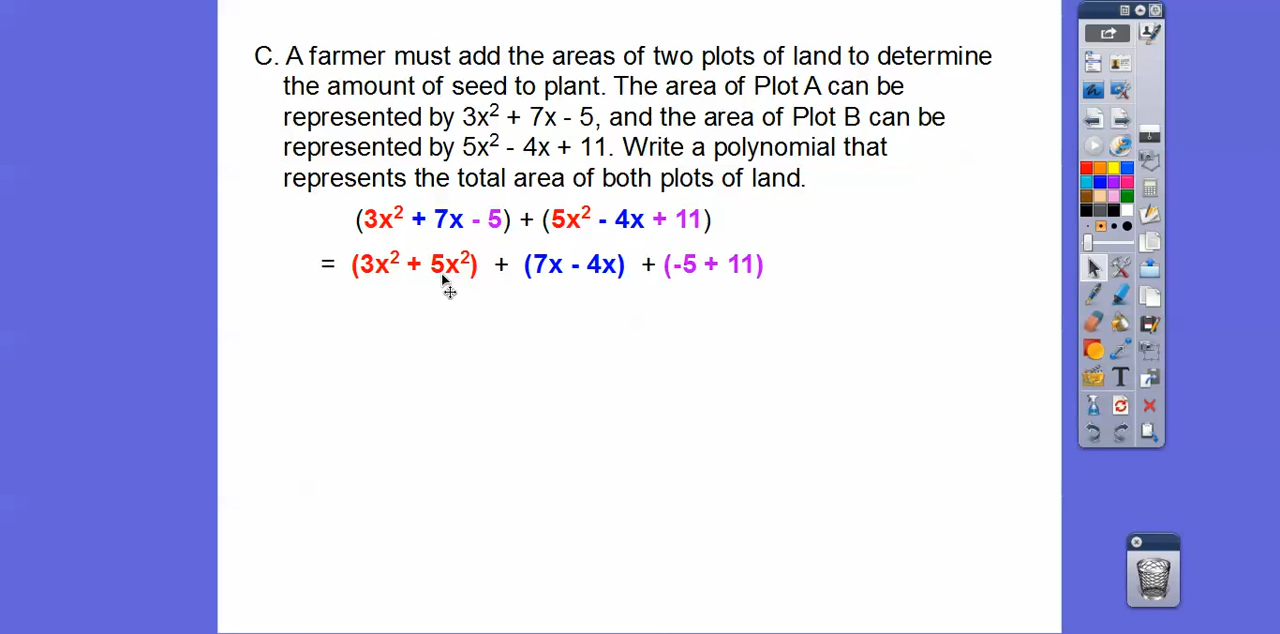 C. A farmer must add the areas of two plots of land to determine
the amount of seed to plant. The area of Plot A can be
represented by 3x² + 7x - 5, and the area of Plot B can be
represented by 5x² - 4x + 11. Write a polynomial that
represents the total area of both plots of land.
(3x² + 7x - 5) + (5x² - 4x + 11)
= (3x² + 5x²) + (7x - 4x) + (-5 + 11)